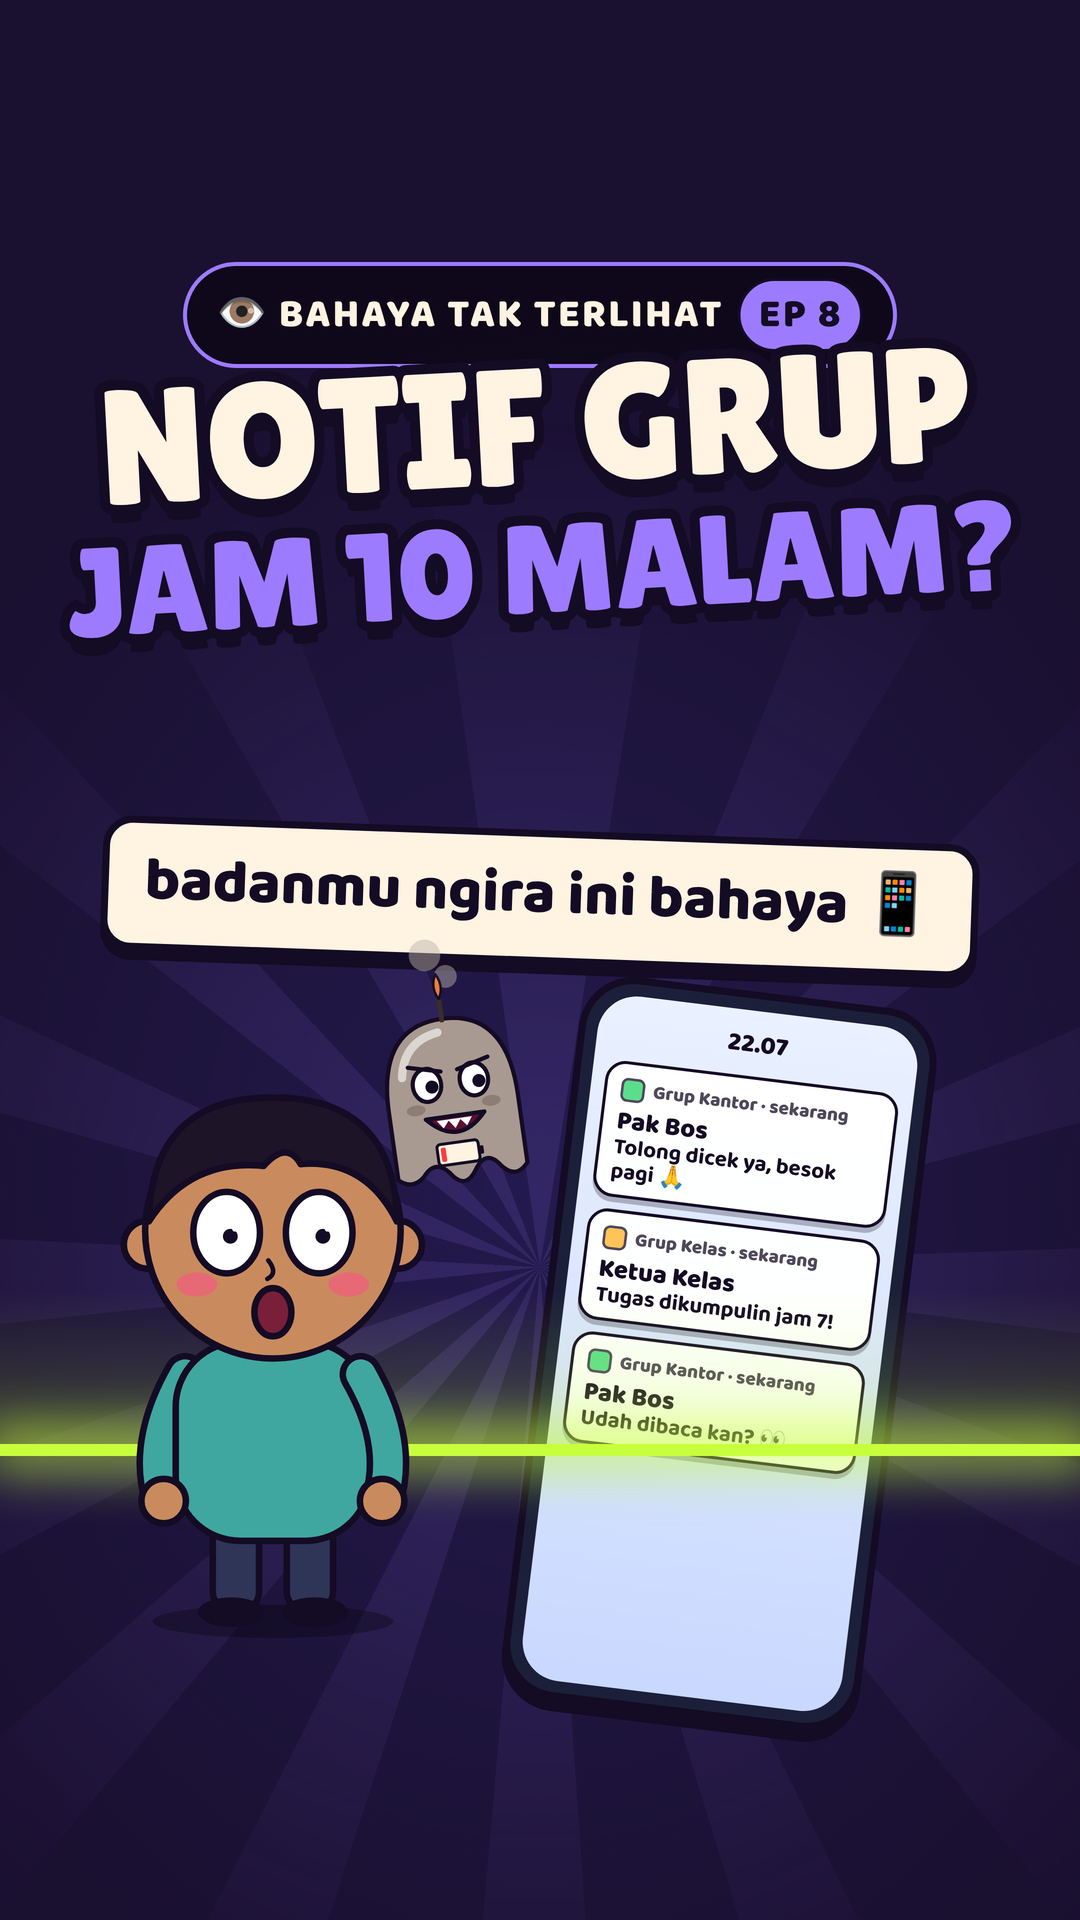 👁️ BAHAYA TAK TERLIHAT EP 8
NOTIF GRUP
JAM 10 MALAM?
badanmu ngira ini bahaya 📱
22.07
Grup Kantor · sekarang
Pak Bos
Tolong dicek ya, besok
pagi 🙏
Grup Kelas · sekarang
Ketua Kelas
Tugas dikumpulin jam 7!
Grup Kantor · sekarang
Pak Bos
Udah dibaca kan? 👀